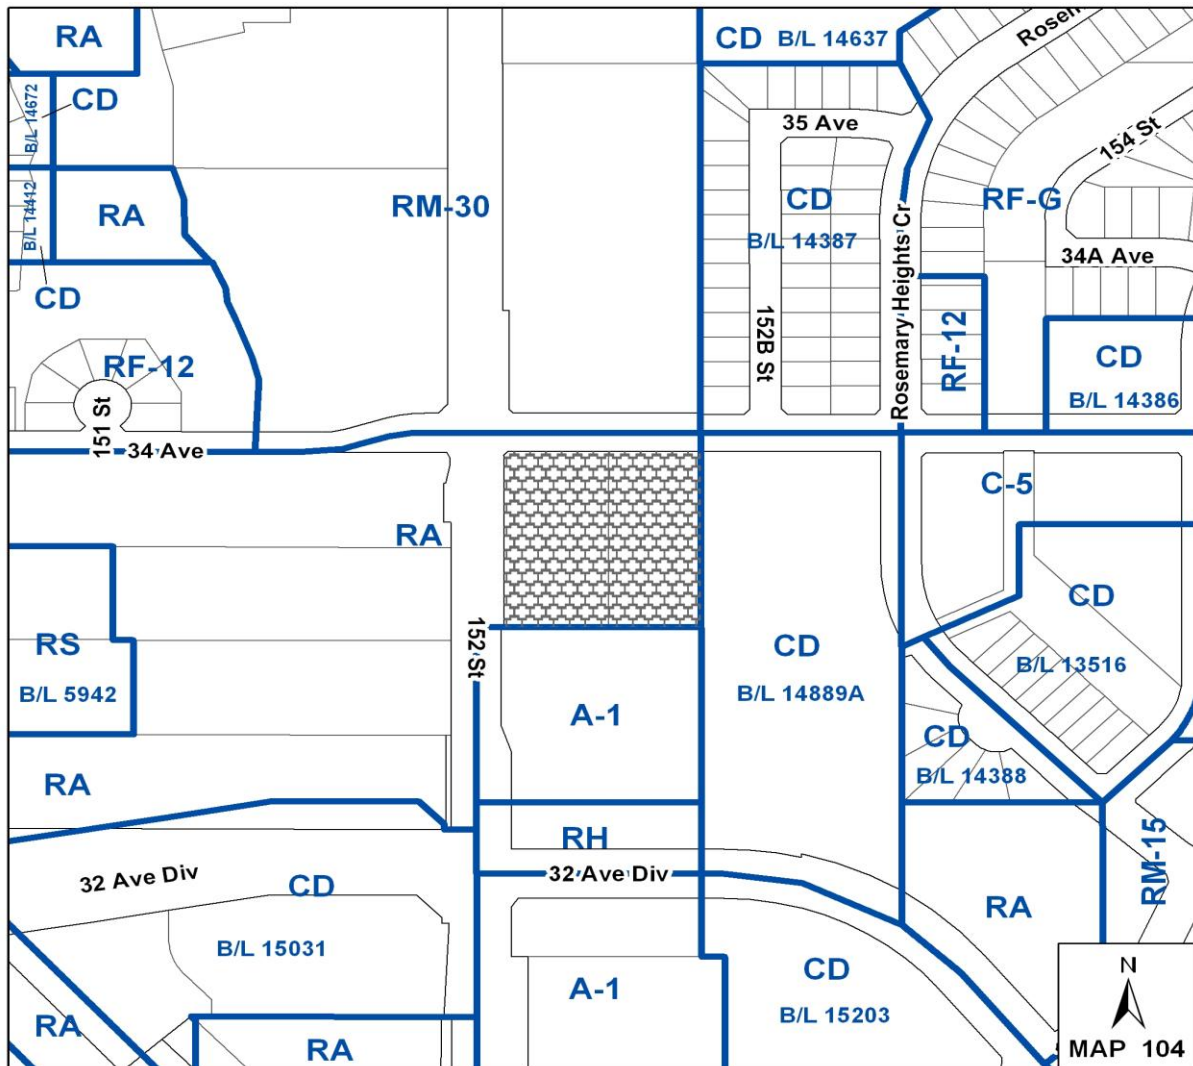 RA
CD
B/L 14637
Rosem
CD
B/L 14672
35 Ave
154 St
RM-30
CD
B/L 14387
RF-G
RA
B/L 14442
34A Ave
Rosemary Heights Cr
CD
152B St
RF-12
RF-12
CD
B/L 14386
151 St
34 Ave
C-5
RA
CD
152 St
RS
B/L 5942
CD
B/L 14889A
B/L 13516
A-1
CD
B/L 14388
RA
RH
RM-15
32 Ave Div
32 Ave Div
CD
RA
B/L 15031
CD
B/L 15203
A-1
RA
RA
N
MAP 104